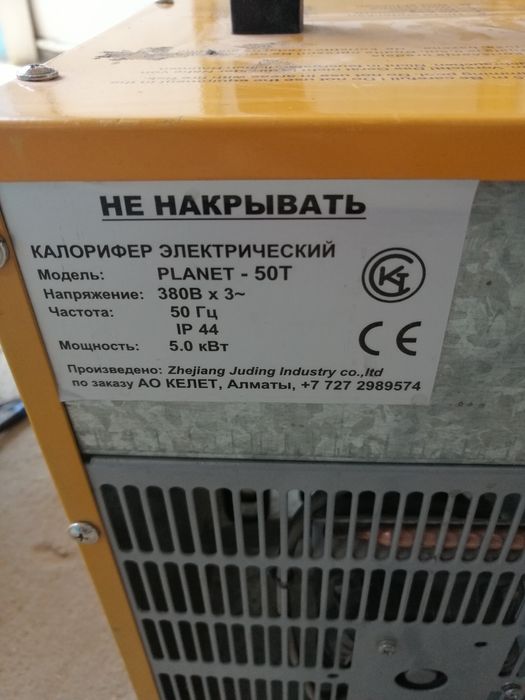 НЕ НАКРЫВАТЬ
КАЛОРИФЕР ЭЛЕКТРИЧЕСКИЙ
Модель: PLANET - 50T
Напряжение: 380В х 3~
Частота: 50 Гц
IP 44
Мощность: 5.0 кВт
CE
Произведено: Zhejiang Juding Industry co.,ltd
по заказу АО КЕЛЕТ, Алматы, +7 727 2989574